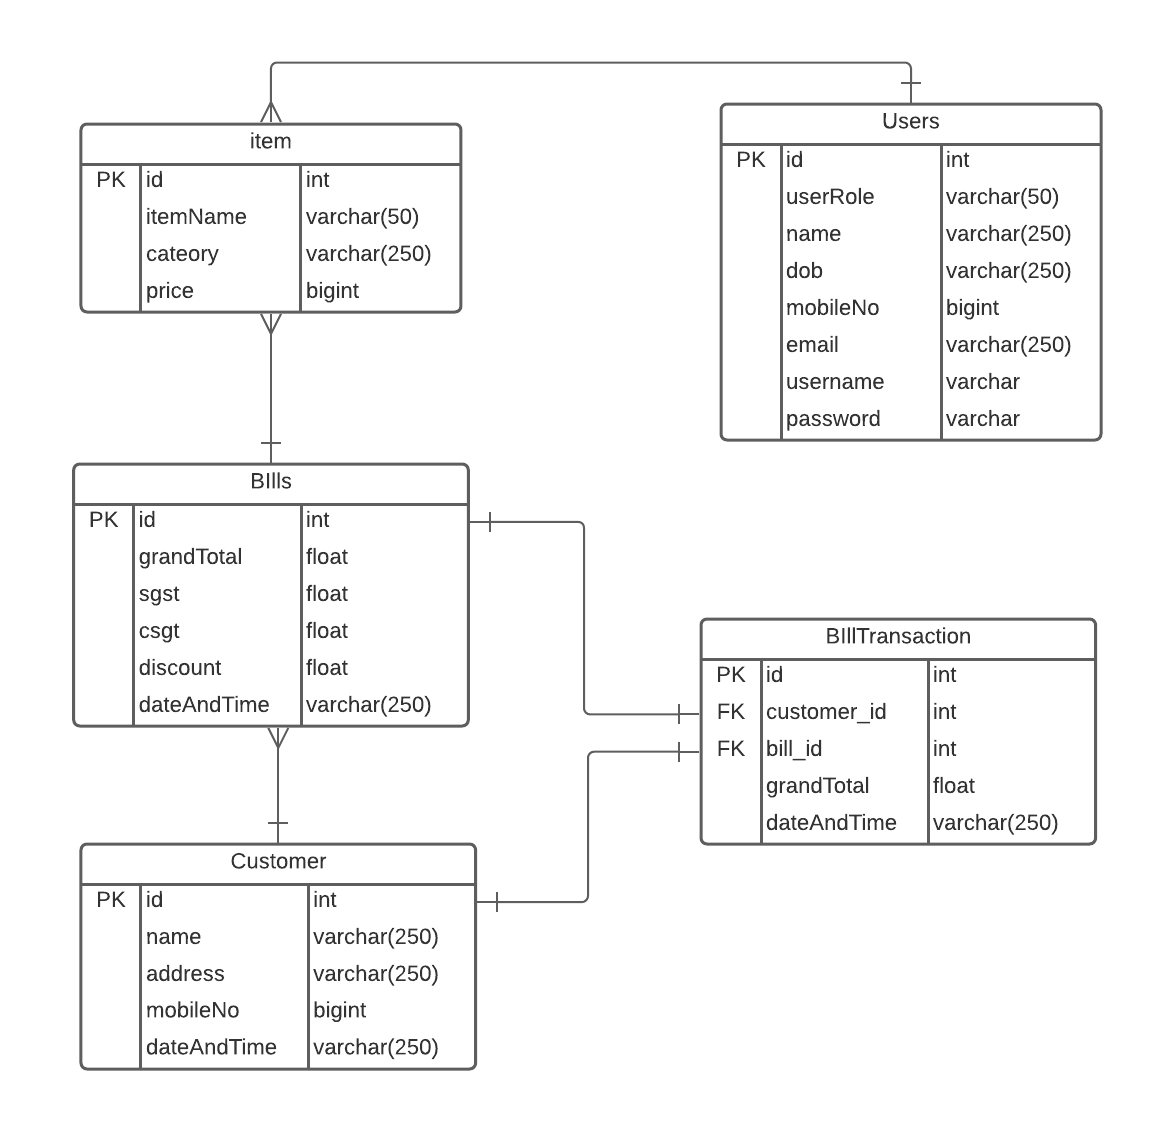 item
PK id int
itemName varchar(50)
cateory varchar(250)
price bigint
Users
PK id int
userRole varchar(50)
name varchar(250)
dob varchar(250)
mobileNo bigint
email varchar(250)
username varchar
password varchar
BIlls
PK id int
grandTotal float
sgst float
csgt float
discount float
dateAndTime varchar(250)
BIllTransaction
PK id int
FK customer_id int
FK bill_id int
grandTotal float
dateAndTime varchar(250)
Customer
PK id int
name varchar(250)
address varchar(250)
mobileNo bigint
dateAndTime varchar(250)